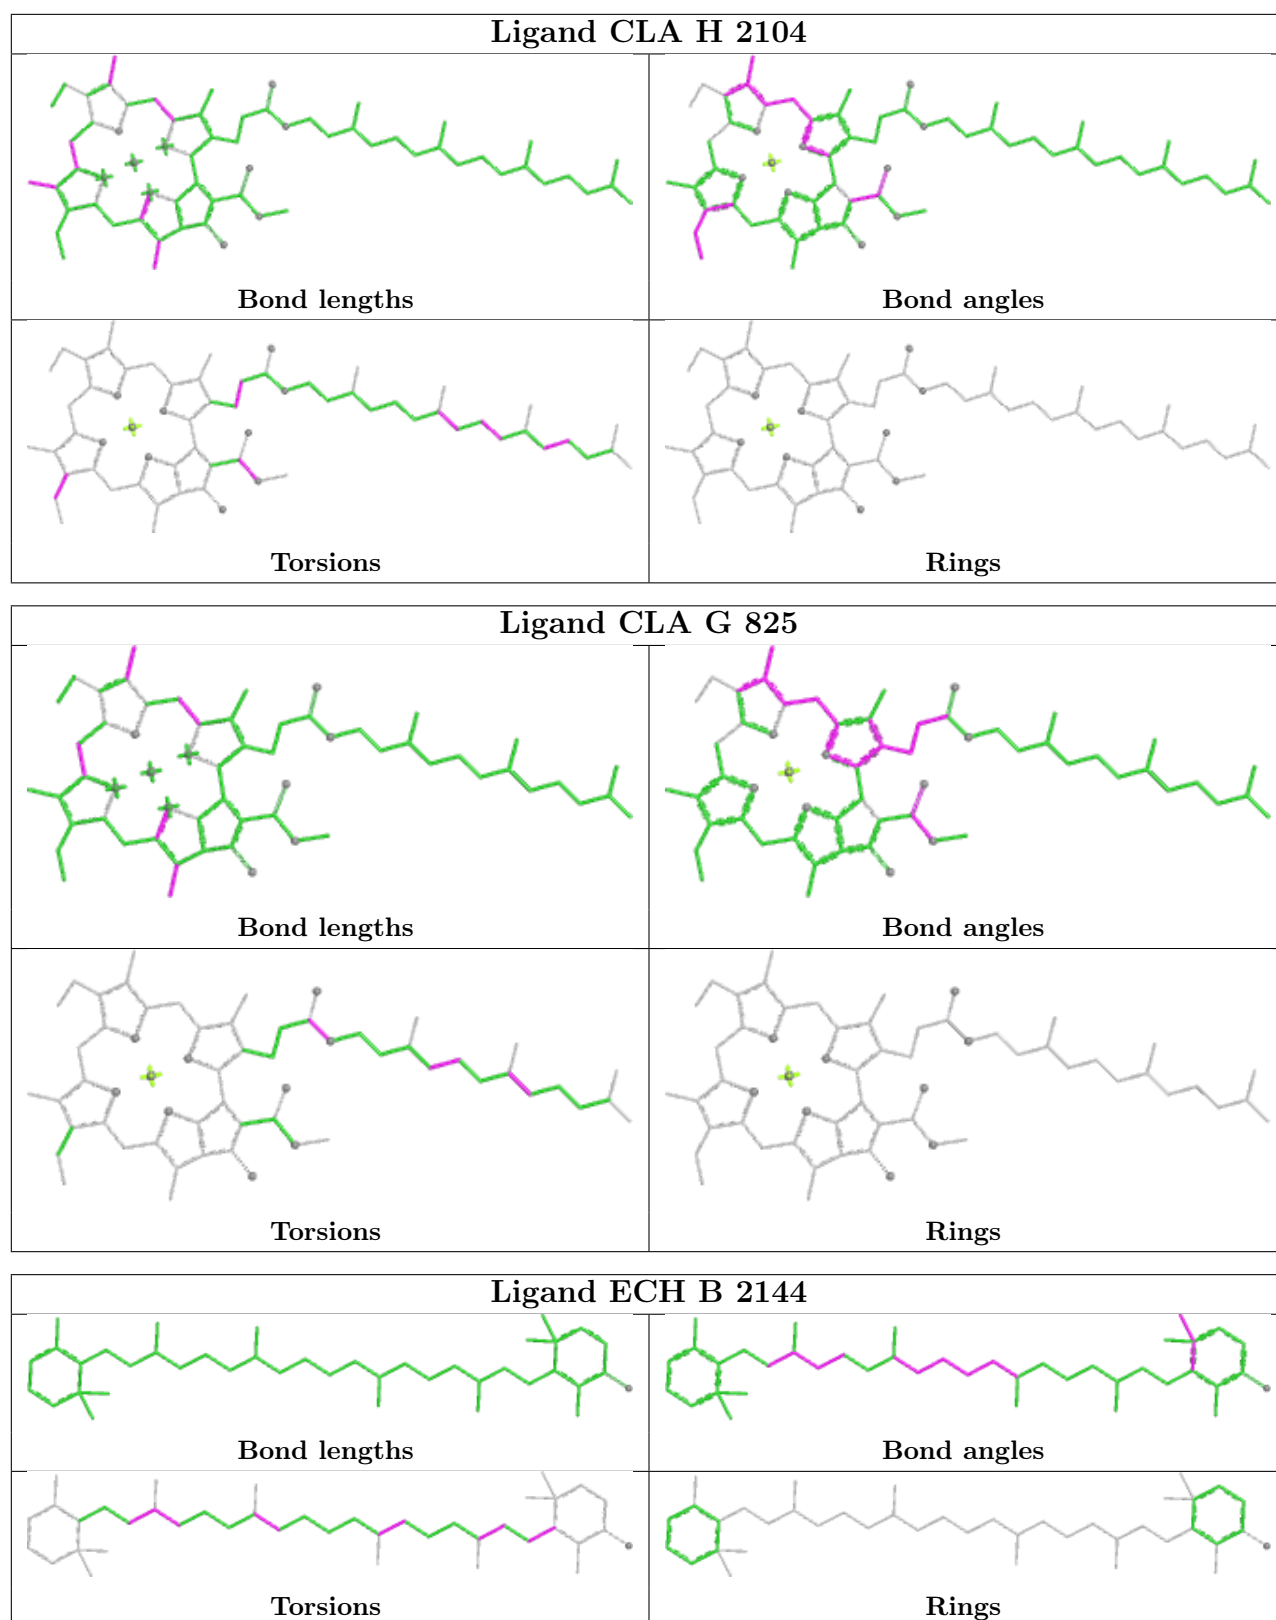 Ligand CLA H 2104
Bond lengths
Bond angles
Torsions
Rings
Ligand CLA G 825
Bond lengths
Bond angles
Torsions
Rings
Ligand ECH B 2144
Bond lengths
Bond angles
Torsions
Rings